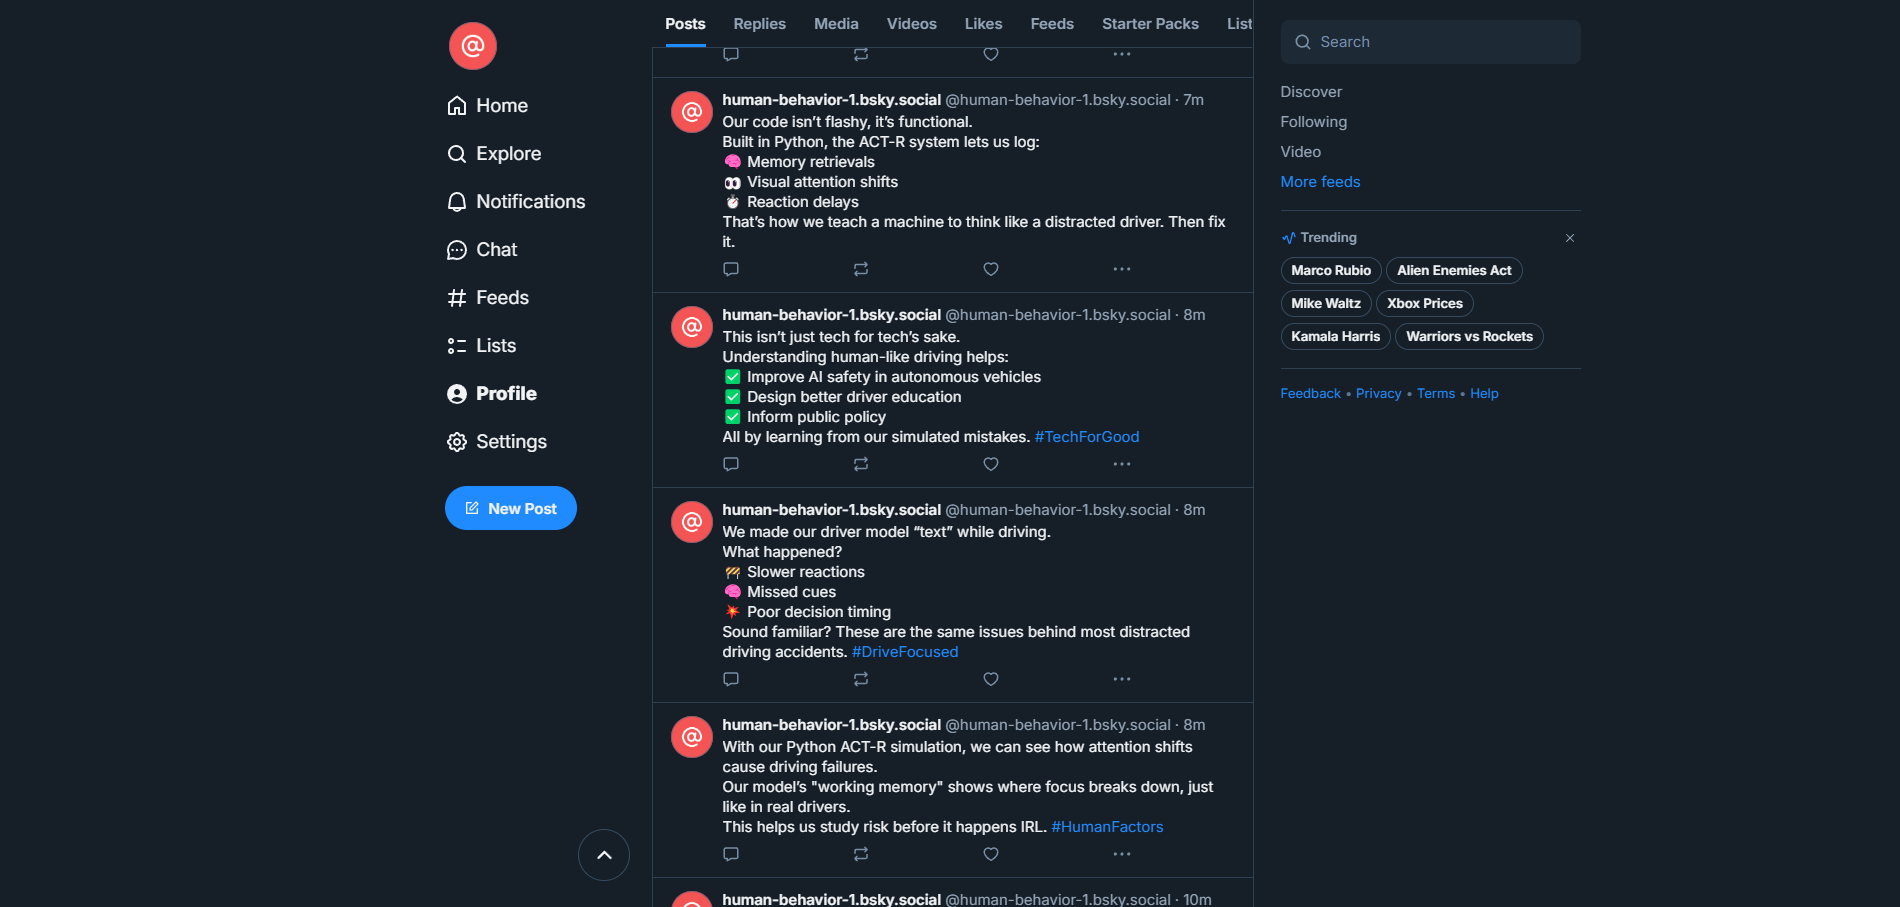 @
Home
Explore
Notifications
Chat
Feeds
Lists
Profile
Settings
New Post
Posts Replies Media Videos Likes Feeds Starter Packs List
@
human-behavior-1.bsky.social @human-behavior-1.bsky.social · 7m
Our code isn’t flashy, it’s functional.
Built in Python, the ACT-R system lets us log:
🧠 Memory retrievals
👀 Visual attention shifts
⏱ Reaction delays
That’s how we teach a machine to think like a distracted driver. Then fix
it.
@
human-behavior-1.bsky.social @human-behavior-1.bsky.social · 8m
This isn’t just tech for tech’s sake.
Understanding human-like driving helps:
✅ Improve AI safety in autonomous vehicles
✅ Design better driver education
✅ Inform public policy
All by learning from our simulated mistakes. #TechForGood
@
human-behavior-1.bsky.social @human-behavior-1.bsky.social · 8m
We made our driver model “text” while driving.
What happened?
🚧 Slower reactions
🧠 Missed cues
💥 Poor decision timing
Sound familiar? These are the same issues behind most distracted
driving accidents. #DriveFocused
@
human-behavior-1.bsky.social @human-behavior-1.bsky.social · 8m
With our Python ACT-R simulation, we can see how attention shifts
cause driving failures.
Our model’s "working memory" shows where focus breaks down, just
like in real drivers.
This helps us study risk before it happens IRL. #HumanFactors
human-behavior-1.bsky.social @human-behavior-1.bsky.social · 10m
Search
Discover
Following
Video
More feeds
Trending
Marco Rubio Alien Enemies Act
Mike Waltz Xbox Prices
Kamala Harris Warriors vs Rockets
Feedback • Privacy • Terms • Help